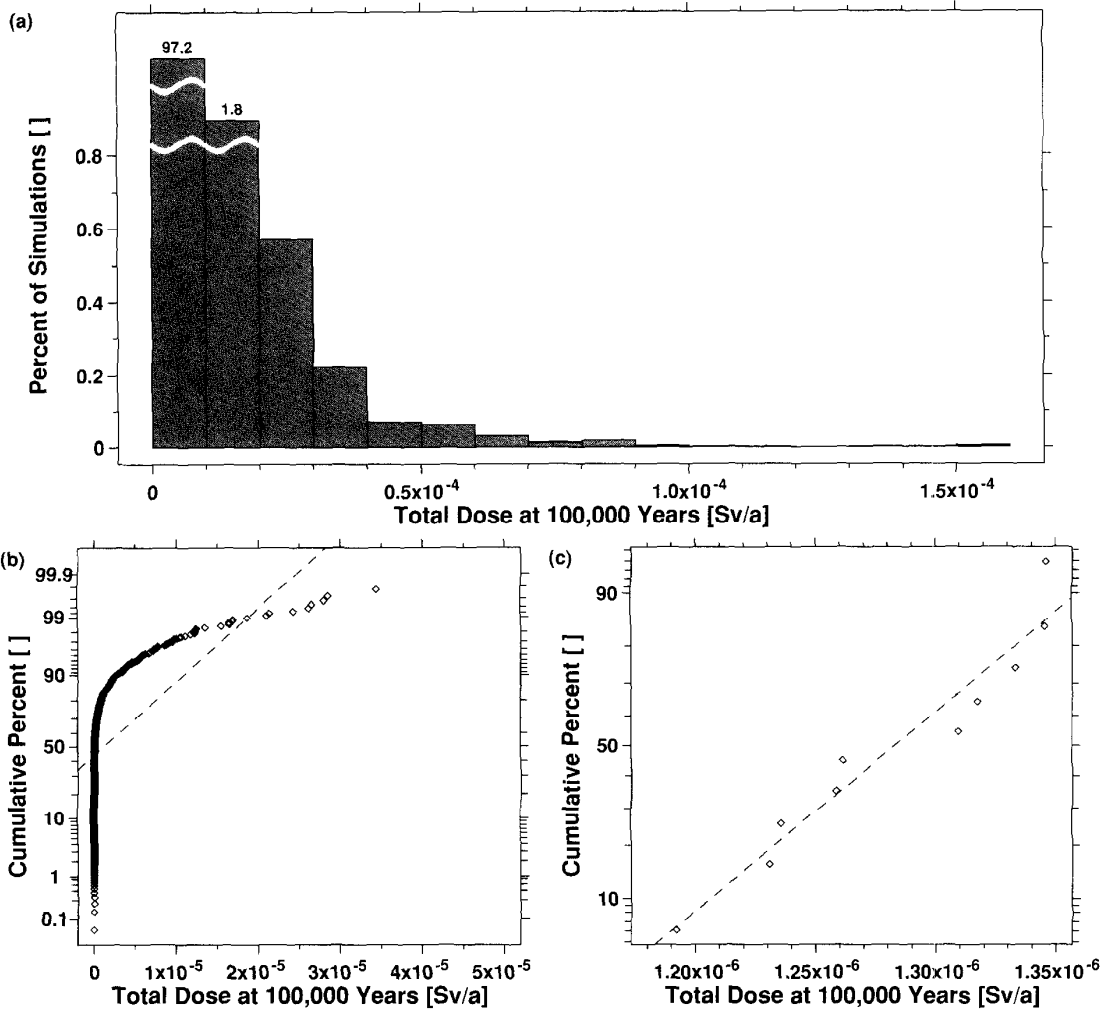 (a)
97.2
1.8
Percent of Simulations [ ]
0.8
0.6
0.4
0.2
0
0 0.5x10⁻⁴ 1.0x10⁻⁴ 1.5x10⁻⁴
Total Dose at 100,000 Years [Sv/a]
(b)
Cumulative Percent [ ]
99.9
99
90
50
10
1
0.1
0 1x10⁻⁵ 2x10⁻⁵ 3x10⁻⁵ 4x10⁻⁵ 5x10⁻⁵
Total Dose at 100,000 Years [Sv/a]
(c)
Cumulative Percent [ ]
90
50
10
1.20x10⁻⁶ 1.25x10⁻⁶ 1.30x10⁻⁶ 1.35x10⁻⁶
Total Dose at 100,000 Years [Sv/a]